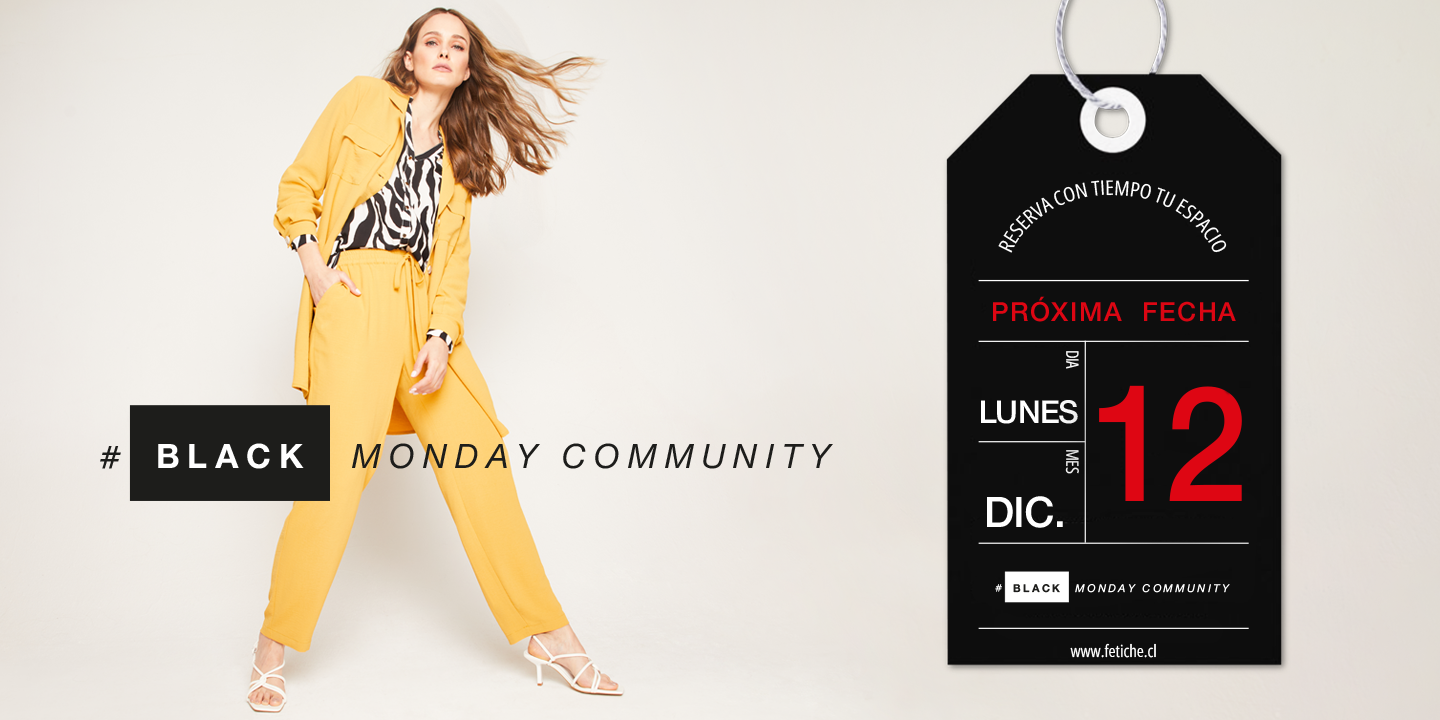 # BLACK MONDAY COMMUNITY
RESERVA CON TIEMPO TU ESPACIO
PRÓXIMA FECHA
DIA
LUNES
MES
DIC.
12
# BLACK MONDAY COMMUNITY
www.fetiche.cl